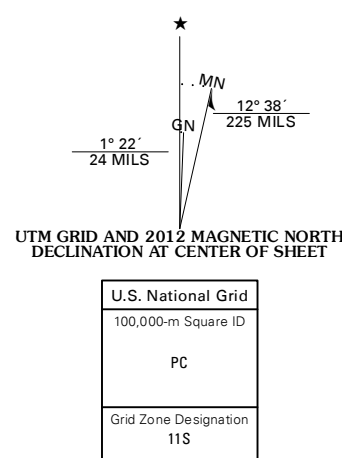 ★
MN
12° 38´
225 MILS
GN
1° 22´
24 MILS
UTM GRID AND 2012 MAGNETIC NORTH
DECLINATION AT CENTER OF SHEET
U.S. National Grid
100,000-m Square ID
PC
Grid Zone Designation
11S